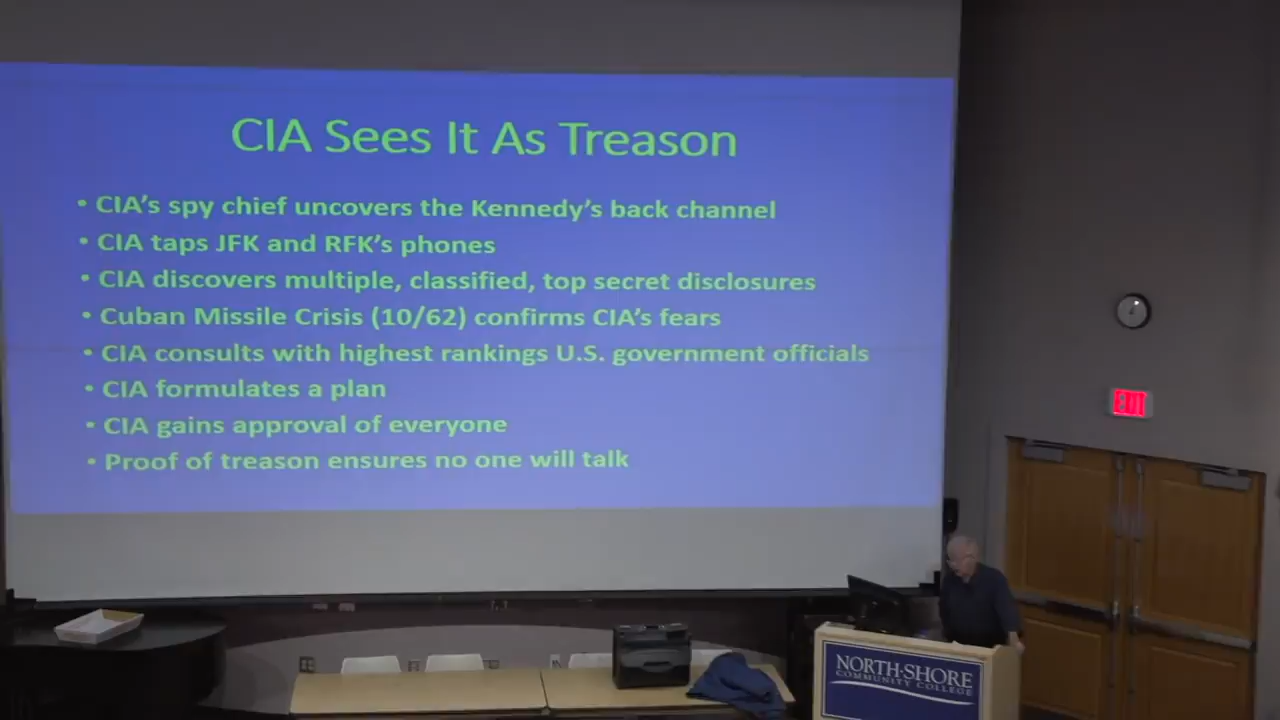 CIA Sees It As Treason
• CIA's spy chief uncovers the Kennedy's back channel
• CIA taps JFK and RFK's phones
• CIA discovers multiple, classified, top secret disclosures
• Cuban Missile Crisis (10/62) confirms CIA's fears
• CIA consults with highest rankings U.S. government officials
• CIA formulates a plan
• CIA gains approval of everyone
• Proof of treason ensures no one will talk
EXIT
NORTH•SHORE
COMMUNITY COLLEGE